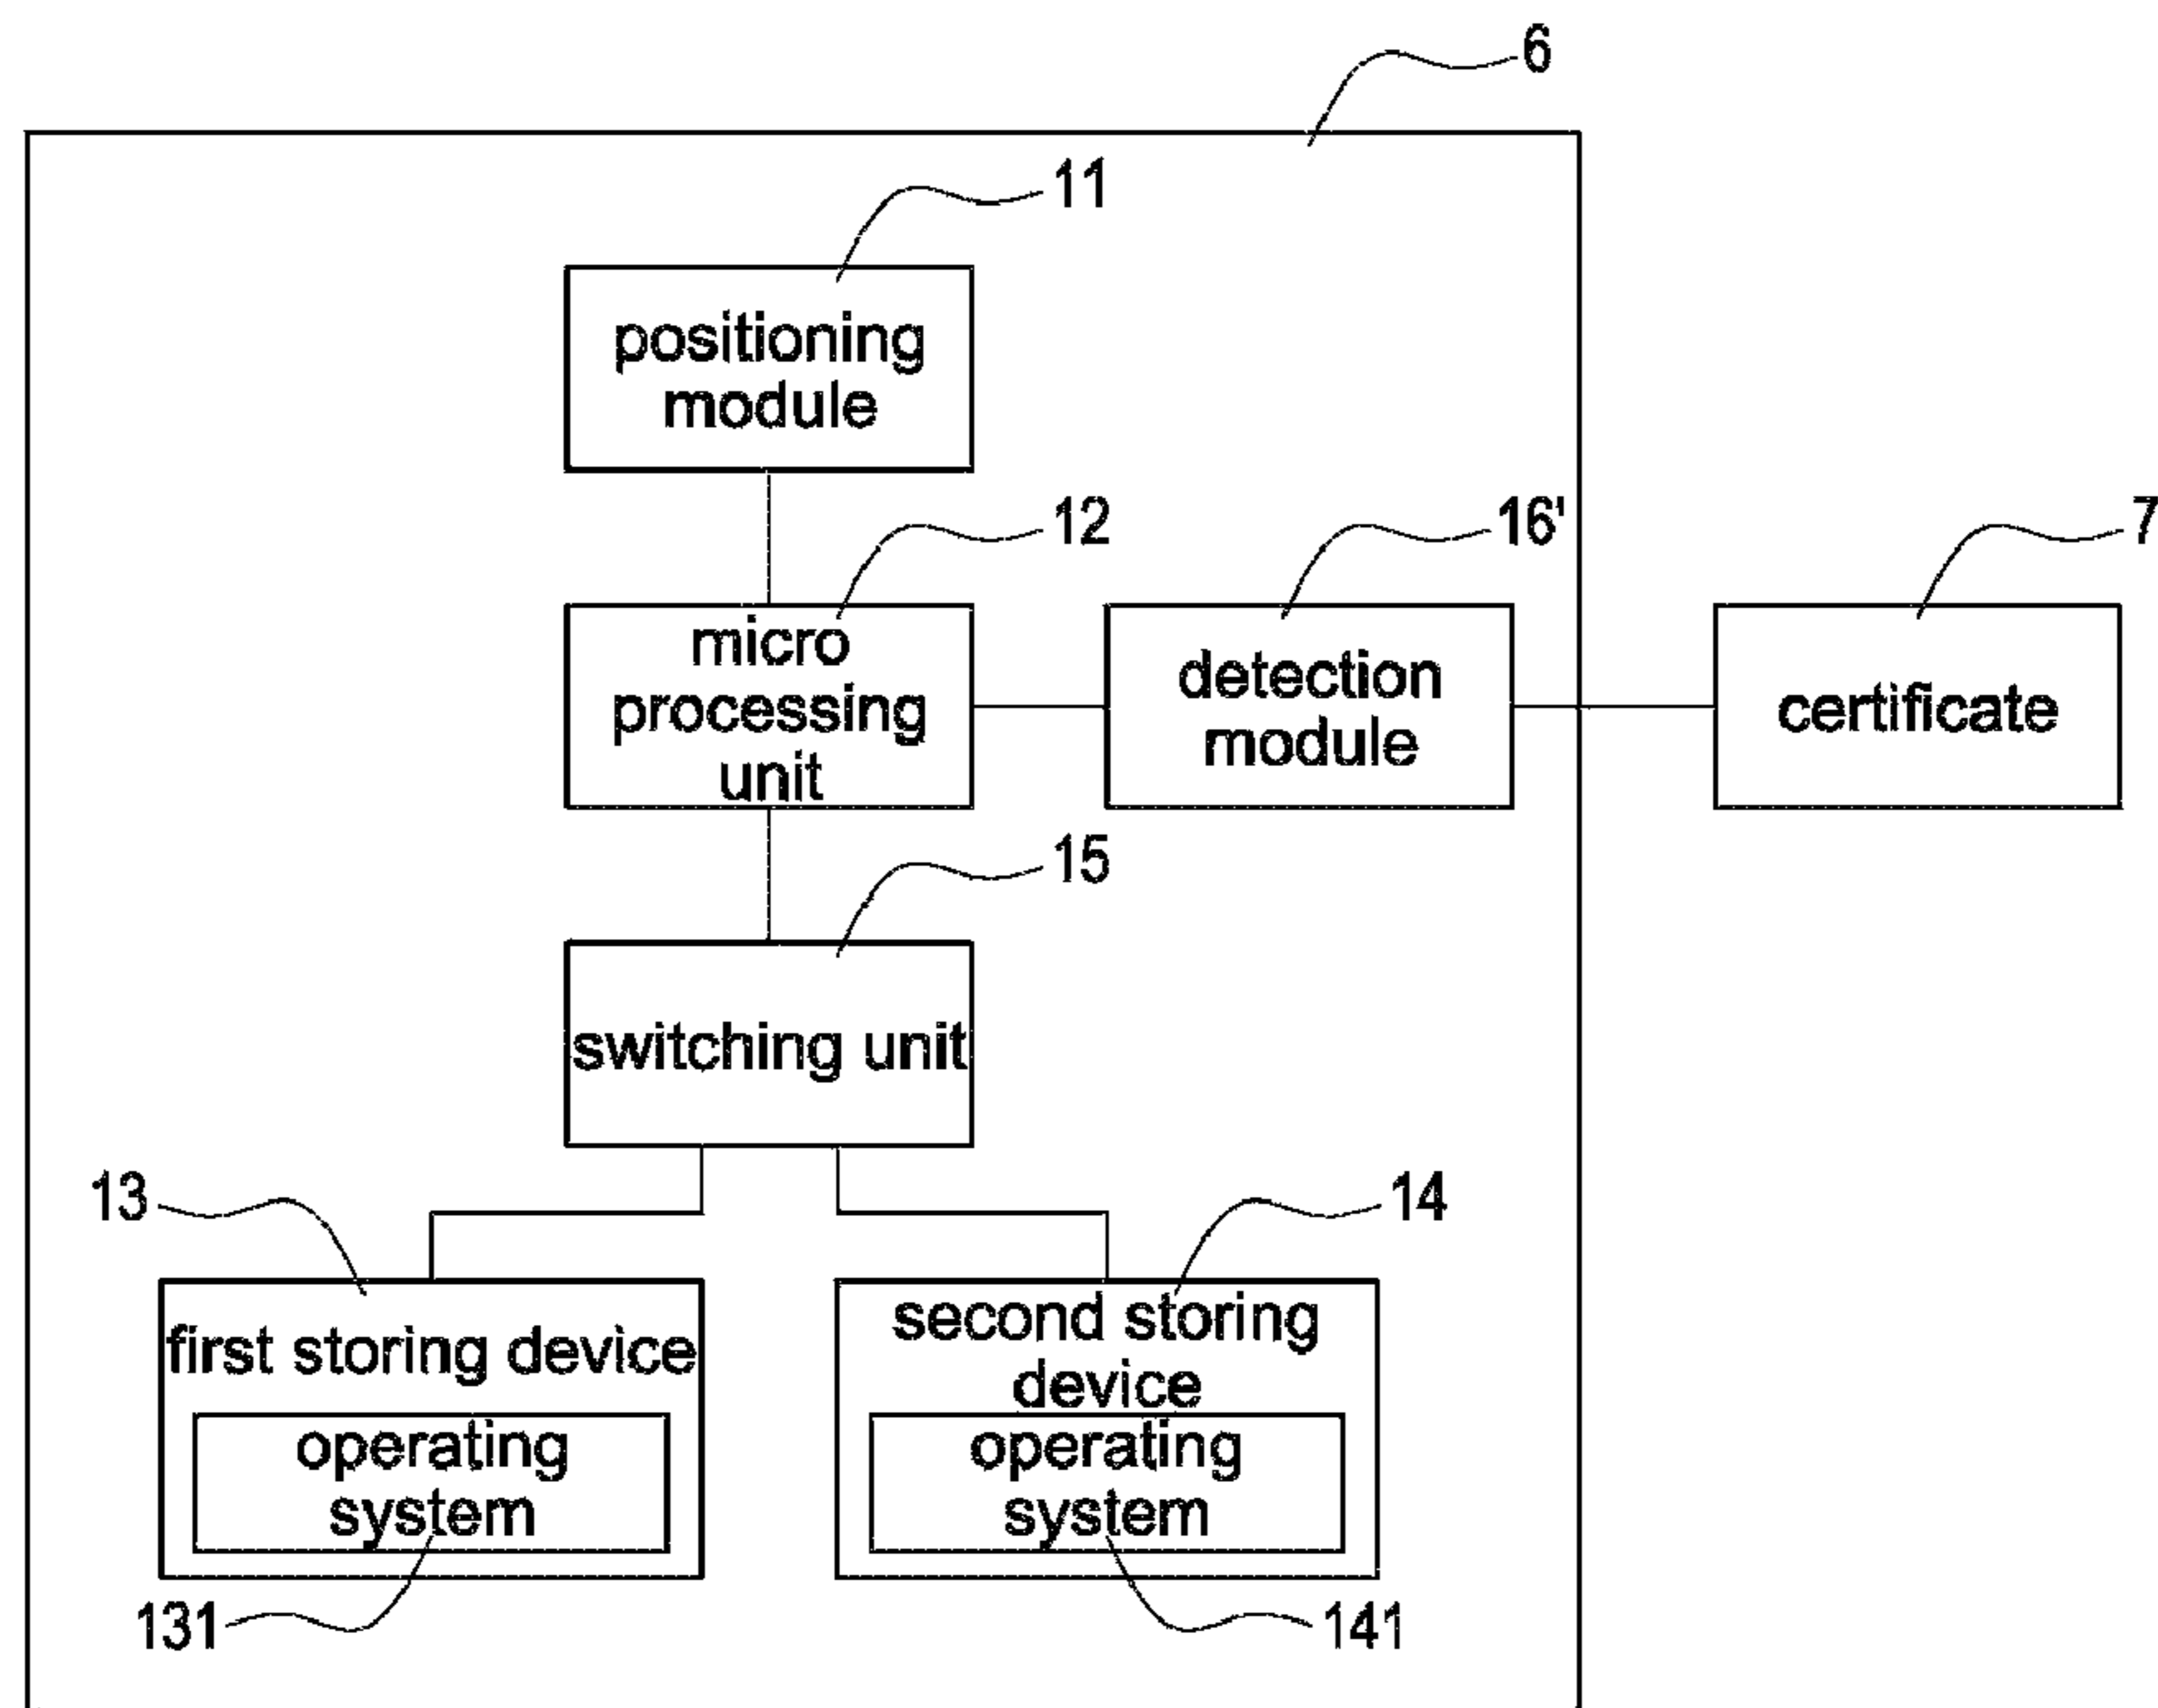 6
11
positioning
module
12
16'
7
micro
processing
unit
detection
module
certificate
15
switching unit
13
14
first storing device
second storing
device
operating
system
operating
system
131
141